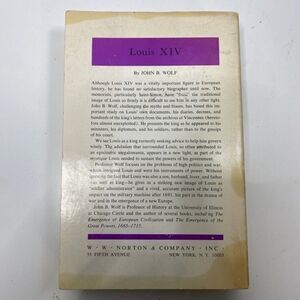 Louis XIV
By JOHN B. WOLF
Although Louis XIV was a vitally important figure in European
history, he has found no satisfactory biographer until now. The
memorists, particularly Saint-Simon, have "fixed" the traditional
image of Louis so firmly it is difficult to see him in any other light.
John B. Wolf, challenging the myths and frauds, has based this im-
portant study on Louis' own documents, his diaries, decrees, and
hundreds of the king's letters from the archives at Vincennes (hereto-
fore almost unexploited). He presents the king as he appeared to his
ministers, his diplomats, and his soldiers, rather than to the gossips
of his court.
We see Louis as a king currently seeking advice to help him govern
wisely. The adulation that surrounded Louis, so often attributed to
an exaggerated egoism, appears in a new light, as part of the
mystique Louis needed to sustain the powers of his government.
Professor Wolf focuses on the problems of high politics and war,
which intrigued Louis and were his instruments of power. Without
ignoring the fact that Louis was also a son, husband, lover, and father
as well as king—he gives us a striking new image of Louis as
"soldier administrator" and a vivid, accurate picture of the king's
impact on the military machine after 1691, his part in the drama of
war and in the emergence of a new Europe.
John B. Wolf is Professor of History at the University of Illinois
at Chicago Circle and the author of several books, including The
Emergence of European Civilization and The Emergence of the
Great Powers, 1685-1715.
W · W · NORTON & COMPANY · INC ·
55 FIFTH AVENUE NEW YORK, N.Y. 10003